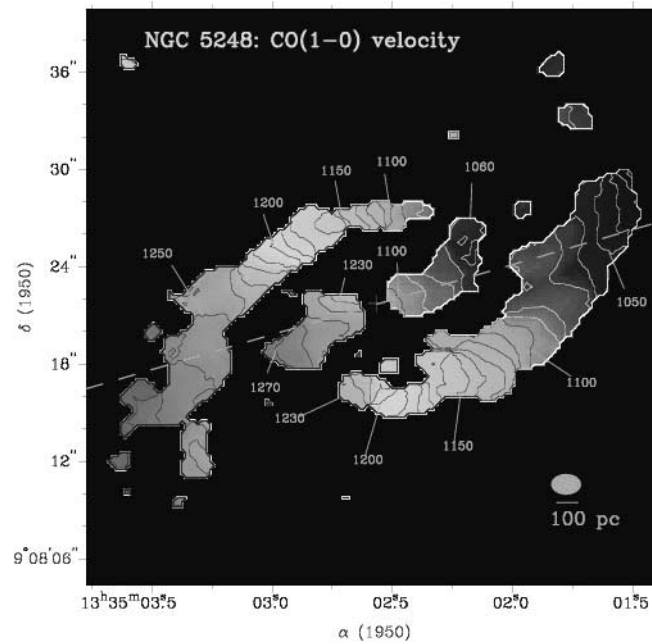 NGC 5248: CO(1−0) velocity
36"
30"
24"
18"
12"
9°08'06"
δ (1950)
1060
1150
1100
1200
1250
1100
1230
1050
1270
1230
1100
1150
1200
100 pc
13ʰ35ᵐ03ˢ.5
03ˢ.0
02ˢ.5
02ˢ.0
01ˢ.5
α (1950)